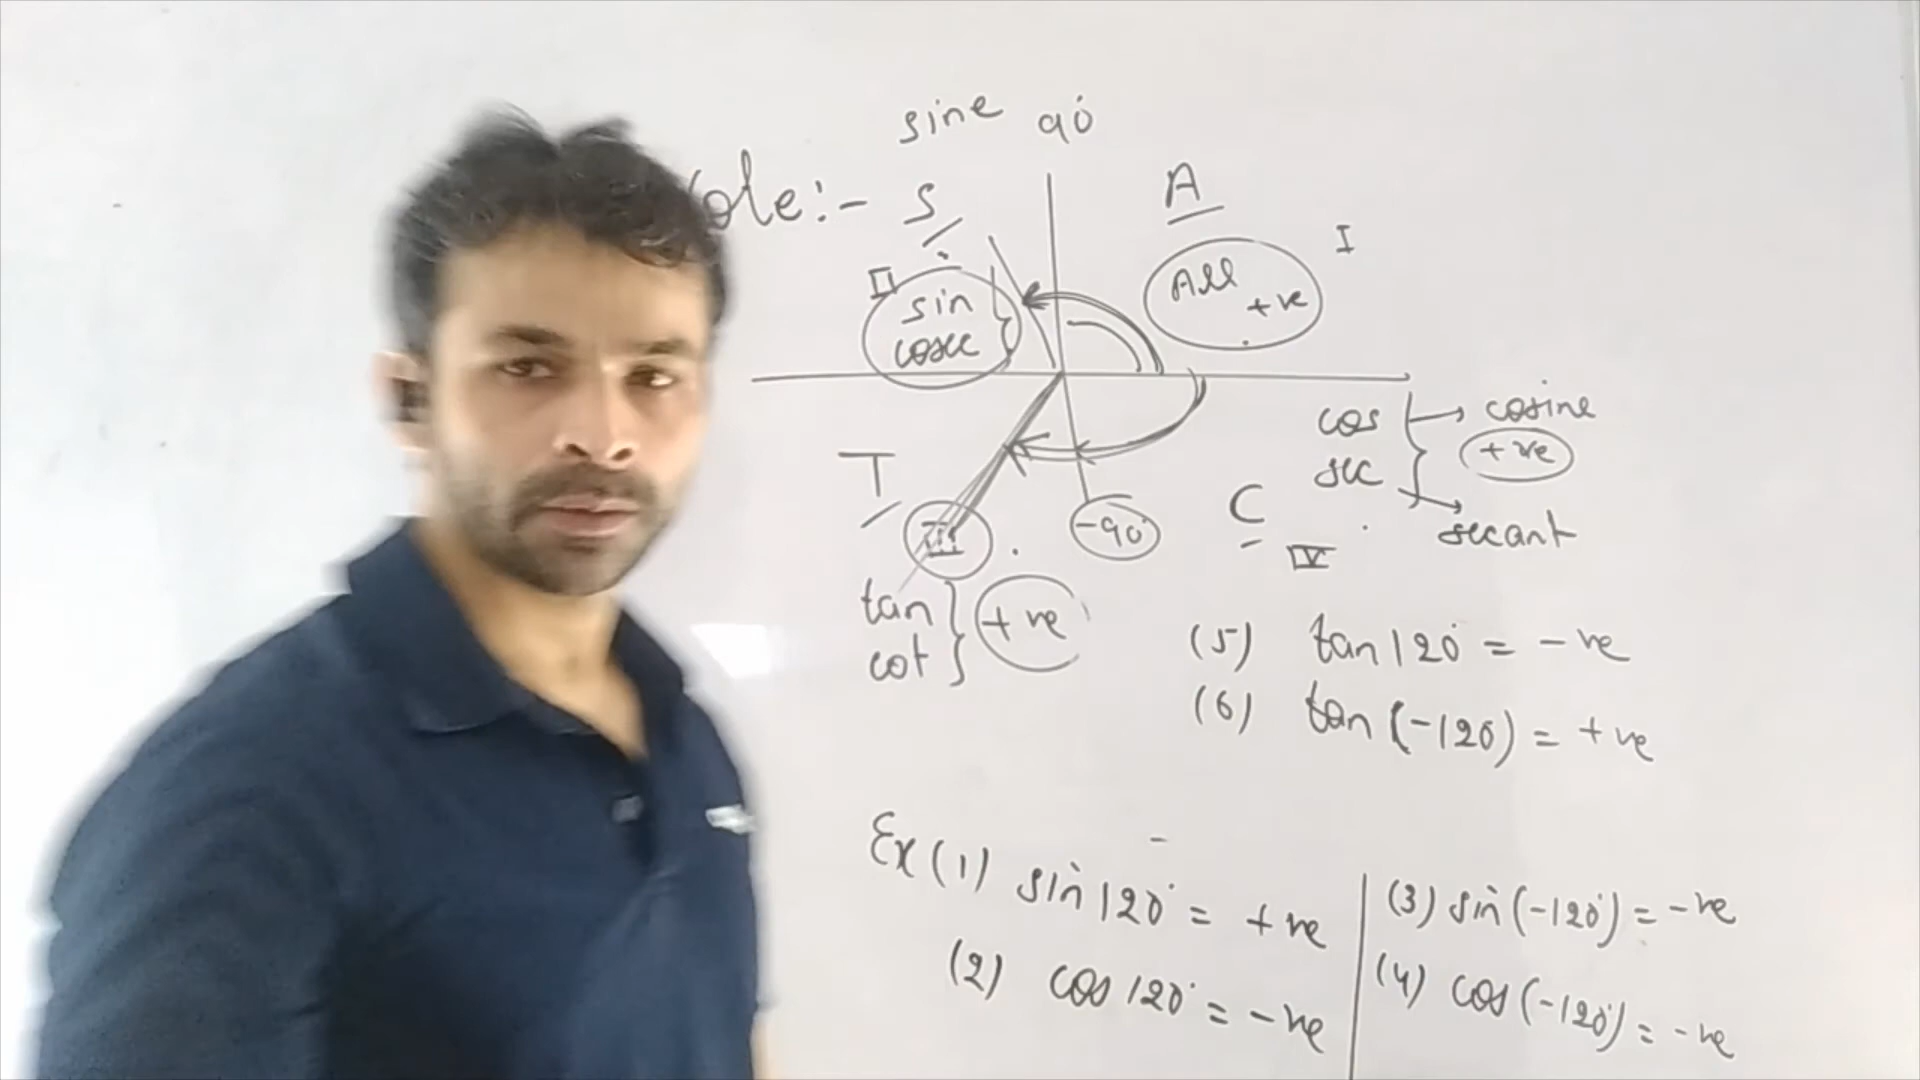 sine 90°
ote:- S A
I
II
sin
cosec
All +ve
cos → cosine
+ve
sec → secant
T
III
-90°
C
IV
tan
cot } +ve
(5) tan 120° = -ve
(6) tan (-120°) = +ve
Ex (1) sin 120° = +ve
(2) cos 120° = -ve
(3) sin (-120°) = -ve
(4) cos (-120°) = -ve